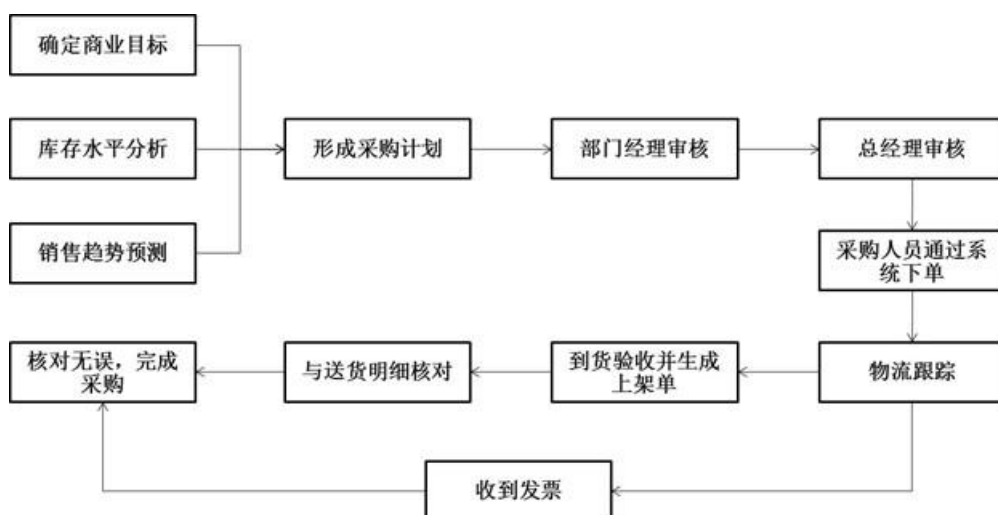 确定商业目标
库存水平分析
形成采购计划
部门经理审核
总经理审核
销售趋势预测
采购人员通过系
统下单
核对无误，完成
采购
与送货明细核对
到货验收并生成
上架单
物流跟踪
收到发票